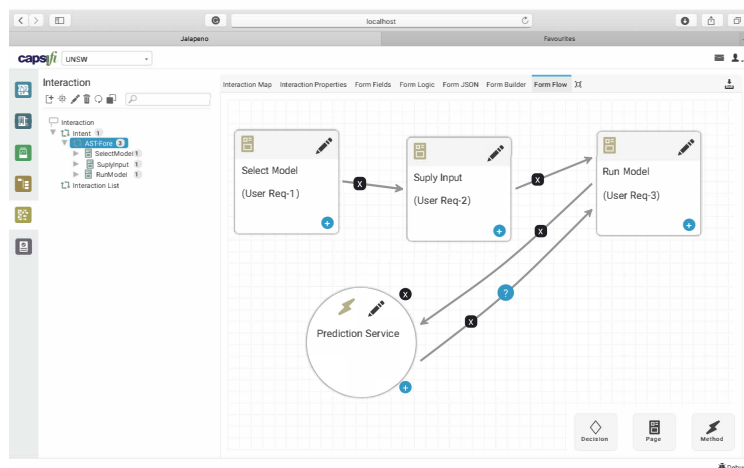 localhost
Jalapeno
Favourites
capsifi
UNSW
Interaction
Interaction Map
Interaction Properties
Form Fields
Form Logic
Form JSON
Form Builder
Form Flow
Interaction
Intent 1
AST-Fore 3
SelectModel 1
SuplyInput 1
RunModel 1
Interaction List
Select Model
(User Req-1)
X
Suply Input
(User Req-2)
X
Run Model
(User Req-3)
X
?
X
X
Prediction Service
Decision
Page
Method